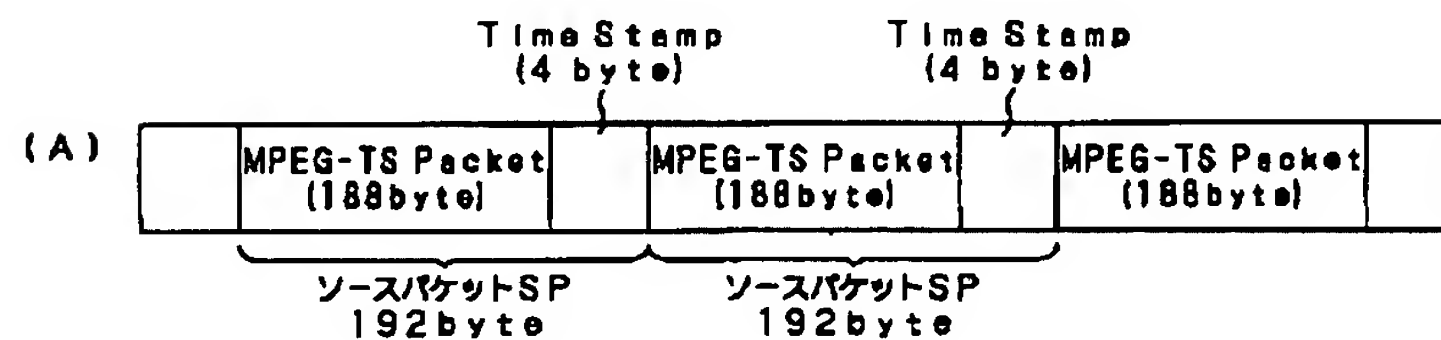 Time Stamp
(4 byte)
Time Stamp
(4 byte)
(A)
MPEG-TS Packet
(188byte)
MPEG-TS Packet
(188byte)
MPEG-TS Packet
(188byte)
ソースパケットSP
192byte
ソースパケットSP
192byte